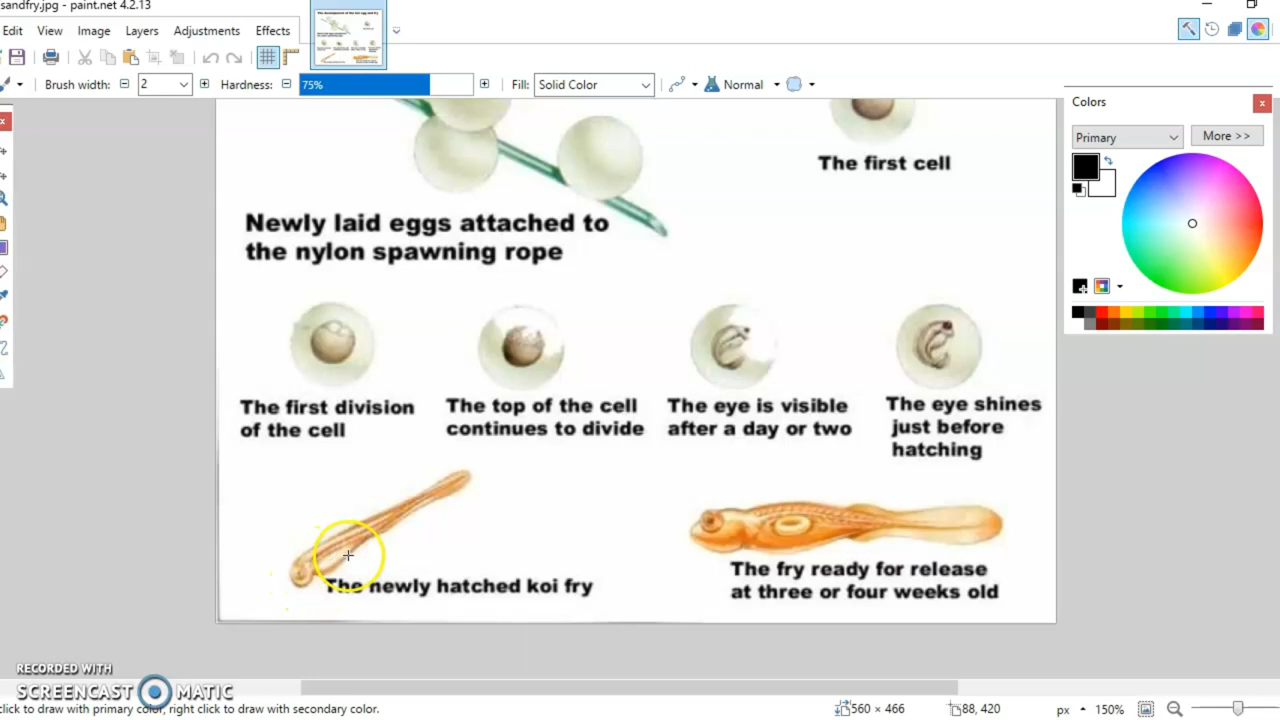 sandfry.jpg - paint.net 4.2.13
Edit View Image Layers Adjustments Effects
Brush width: 2 Hardness: 75% Fill: Solid Color Normal
Colors
Primary More >>
The first cell
Newly laid eggs attached to
the nylon spawning rope
The first division
of the cell
The top of the cell
continues to divide
The eye is visible
after a day or two
The eye shines
just before
hatching
The newly hatched koi fry
The fry ready for release
at three or four weeks old
RECORDED WITH
SCREENCAST MATIC
click to draw with primary color, right click to draw with secondary color. 560 × 466 88, 420 px 150%